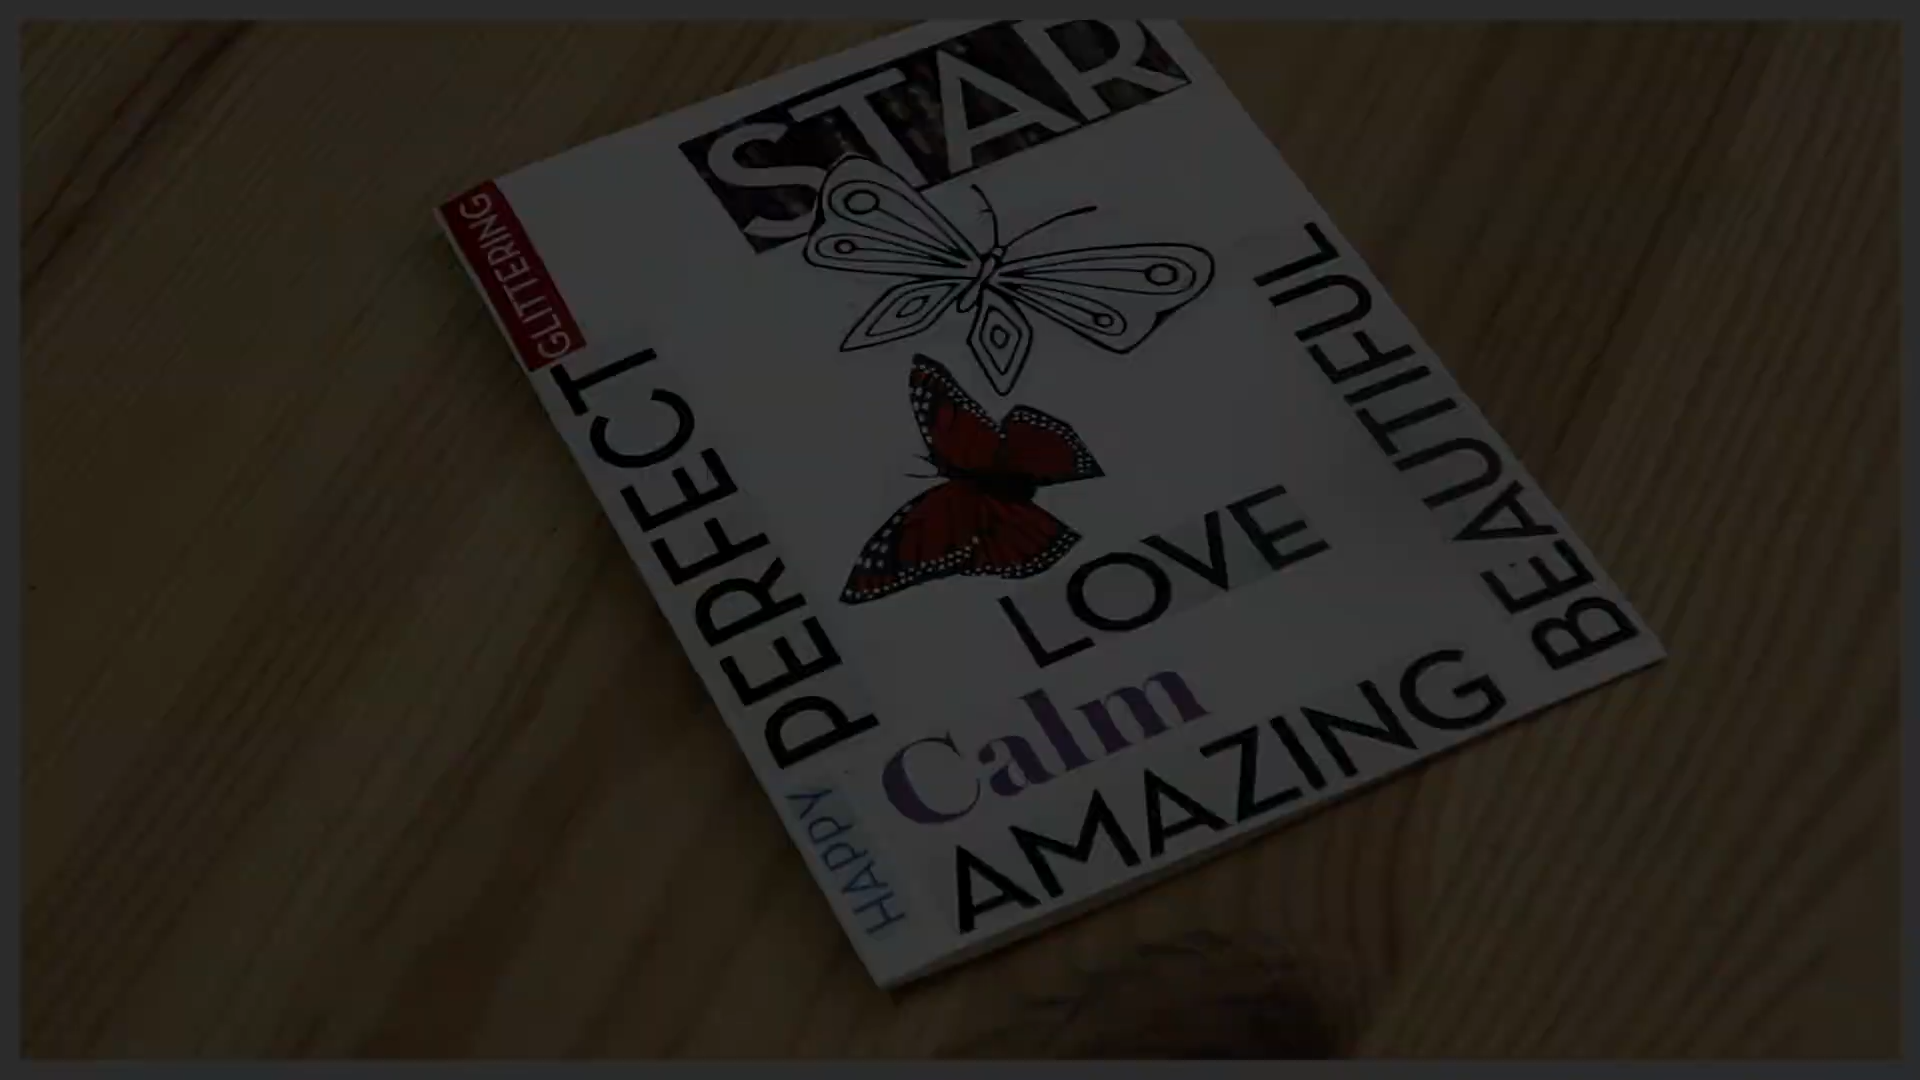 STAR
GLITTERING
PERFECT
BEAUTIFUL
LOVE
Calm
HAPPY
AMAZING